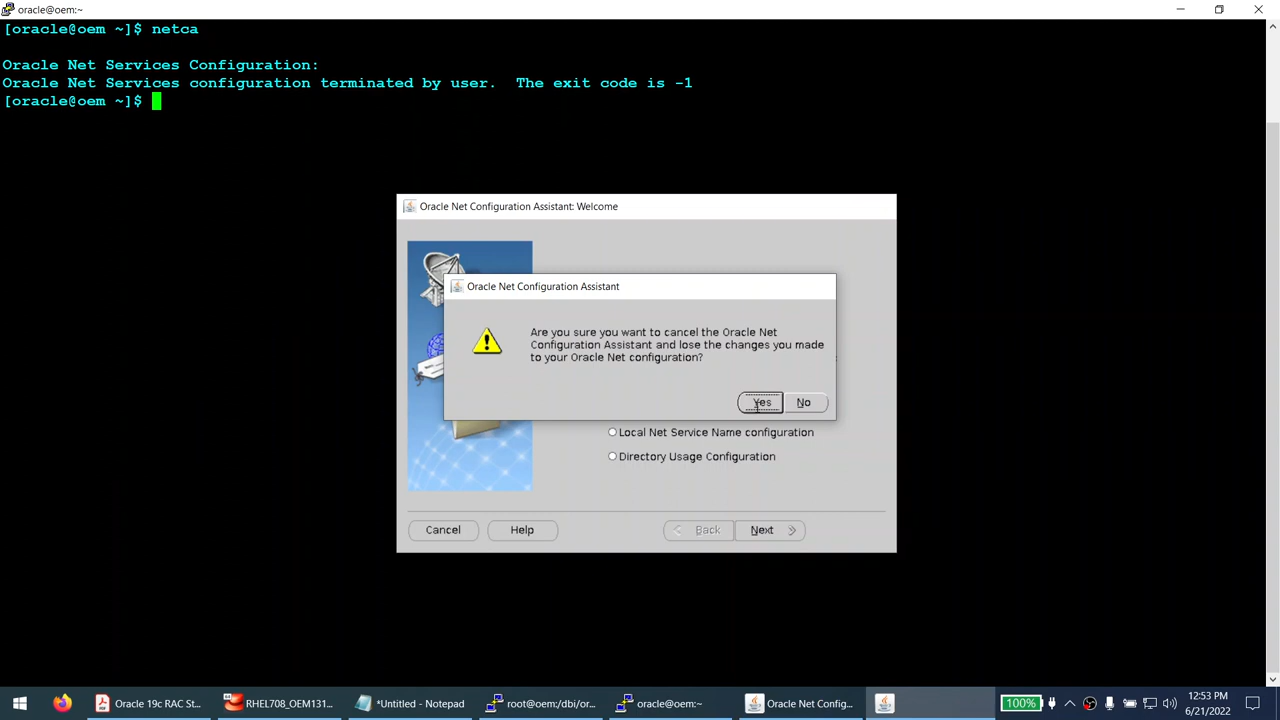 oracle@oem:~
[oracle@oem ~]$ netca
Oracle Net Services Configuration:
Oracle Net Services configuration terminated by user.  The exit code is -1
[oracle@oem ~]$
Oracle Net Configuration Assistant: Welcome
Oracle Net Configuration Assistant
Are you sure you want to cancel the Oracle Net
Configuration Assistant and lose the changes you made
to your Oracle Net configuration?
Yes No
Local Net Service Name configuration
Directory Usage Configuration
Cancel Help Back Next
Oracle 19c RAC St... *Untitled - Notepad root@oem:/dbi/or... oracle@oem:~ Oracle Net Config... 100% 12:53 PM
6/21/2022